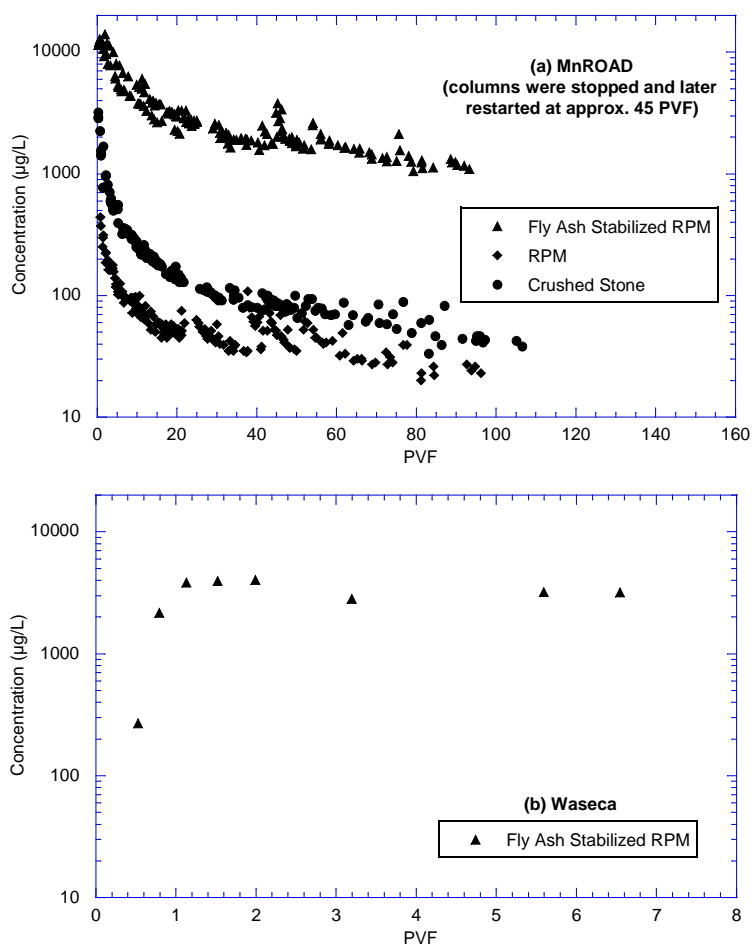 10000
1000
100
10
Concentration (µg/L)
(a) MnROAD
(columns were stopped and later
restarted at approx. 45 PVF)
Fly Ash Stabilized RPM
RPM
Crushed Stone
0 20 40 60 80 100 120 140 160
PVF
10000
1000
100
10
Concentration (µg/L)
(b) Waseca
Fly Ash Stabilized RPM
0 1 2 3 4 5 6 7 8
PVF